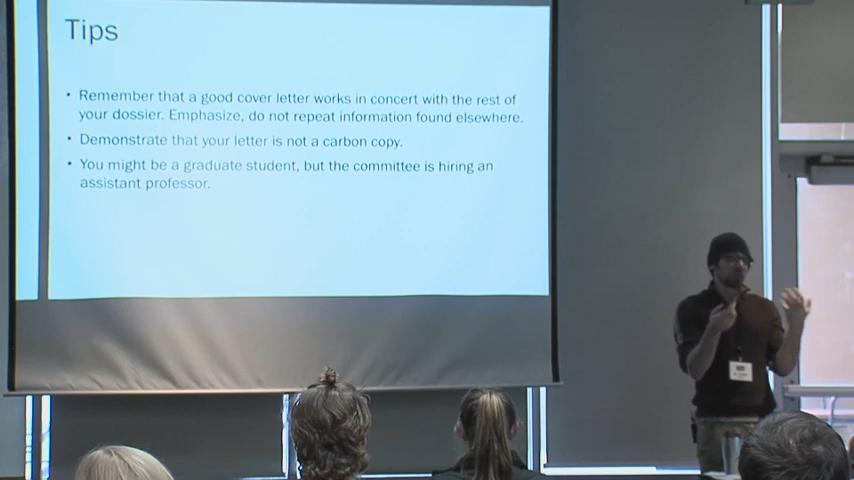 Tips
• Remember that a good cover letter works in concert with the rest of
your dossier. Emphasize, do not repeat information found elsewhere.
• Demonstrate that your letter is not a carbon copy.
• You might be a graduate student, but the committee is hiring an
assistant professor.